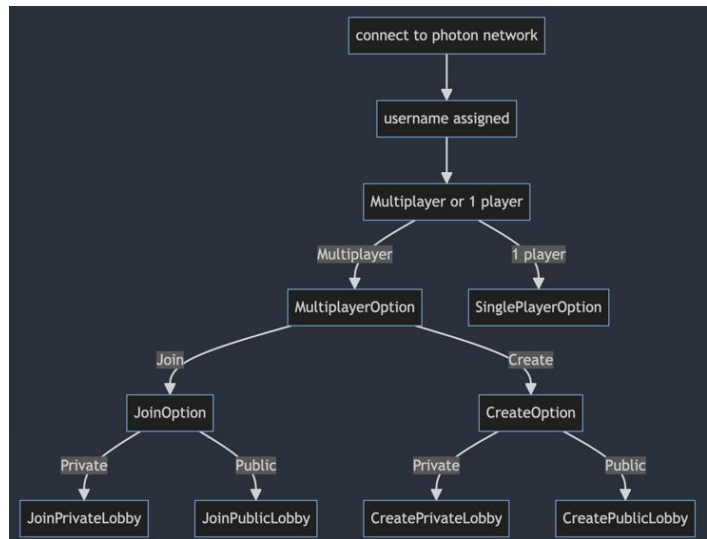 connect to photon network
username assigned
Multiplayer or 1 player
Multiplayer
1 player
MultiplayerOption
SinglePlayerOption
Join
Create
JoinOption
CreateOption
Private
Public
Private
Public
JoinPrivateLobby
JoinPublicLobby
CreatePrivateLobby
CreatePublicLobby